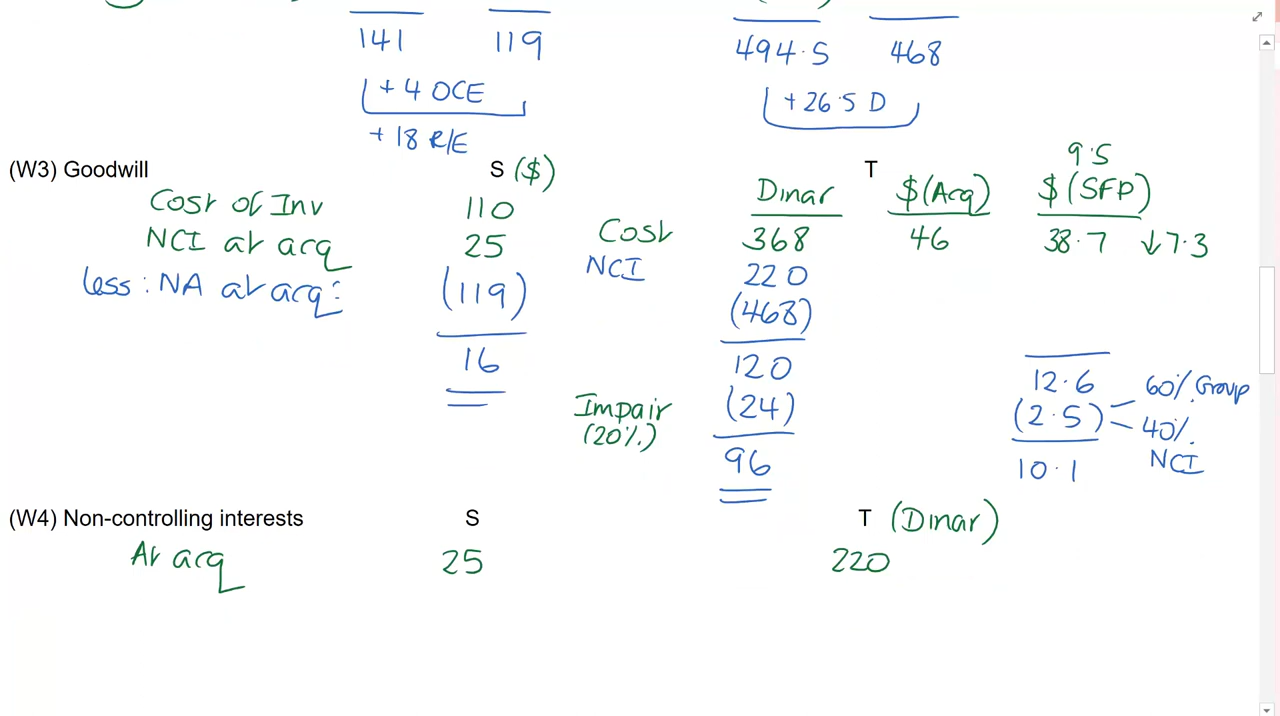 141 119 494.5 468
+ 4 OCE + 26.5 D
+ 18 R/E
9.5
(W3) Goodwill S ($) T
Dinar $(Acq) $(SFP)
Cost of Inv 110
Cost 368 46 38.7 ↓7.3
NCI at acq 25
NCI 220
less: NA at acq: (119) (468)
16 120 12.6 60% Group
Impair (24) (2.5) 40%
(20%) NCI
96 10.1
(W4) Non-controlling interests S T (Dinar)
At acq 25 220